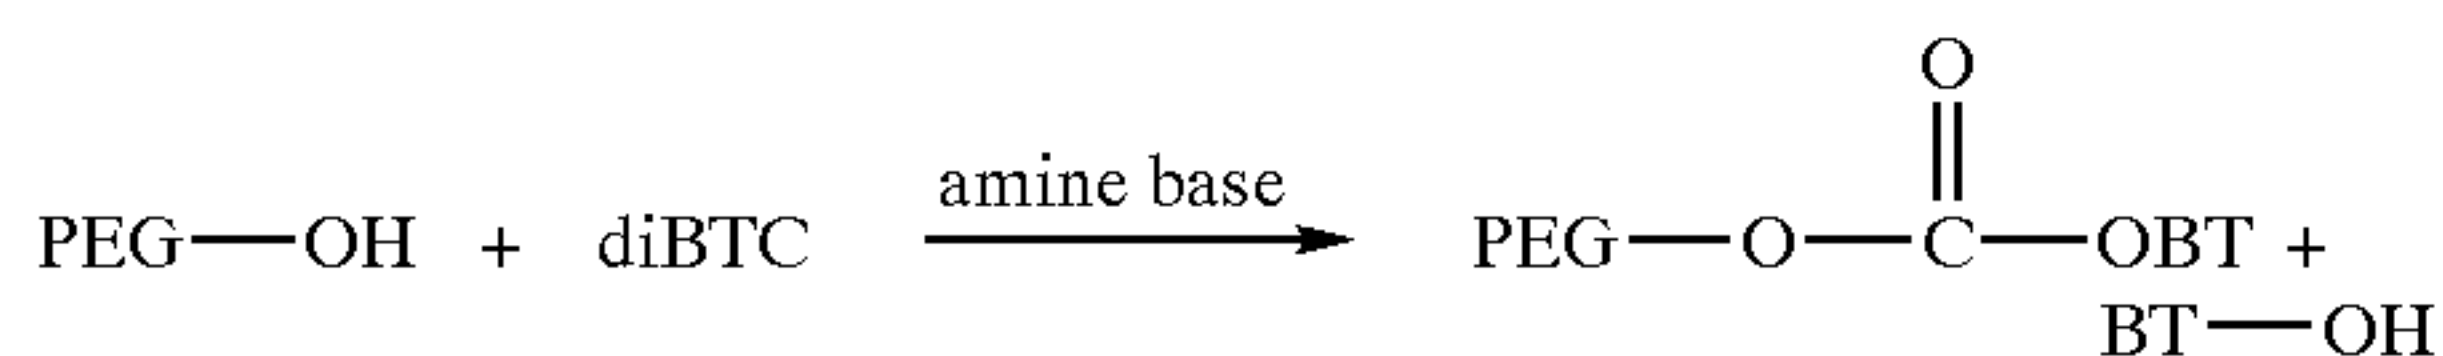 O
amine base
PEG—OH + diBTC PEG—O—C—OBT +
BT—OH